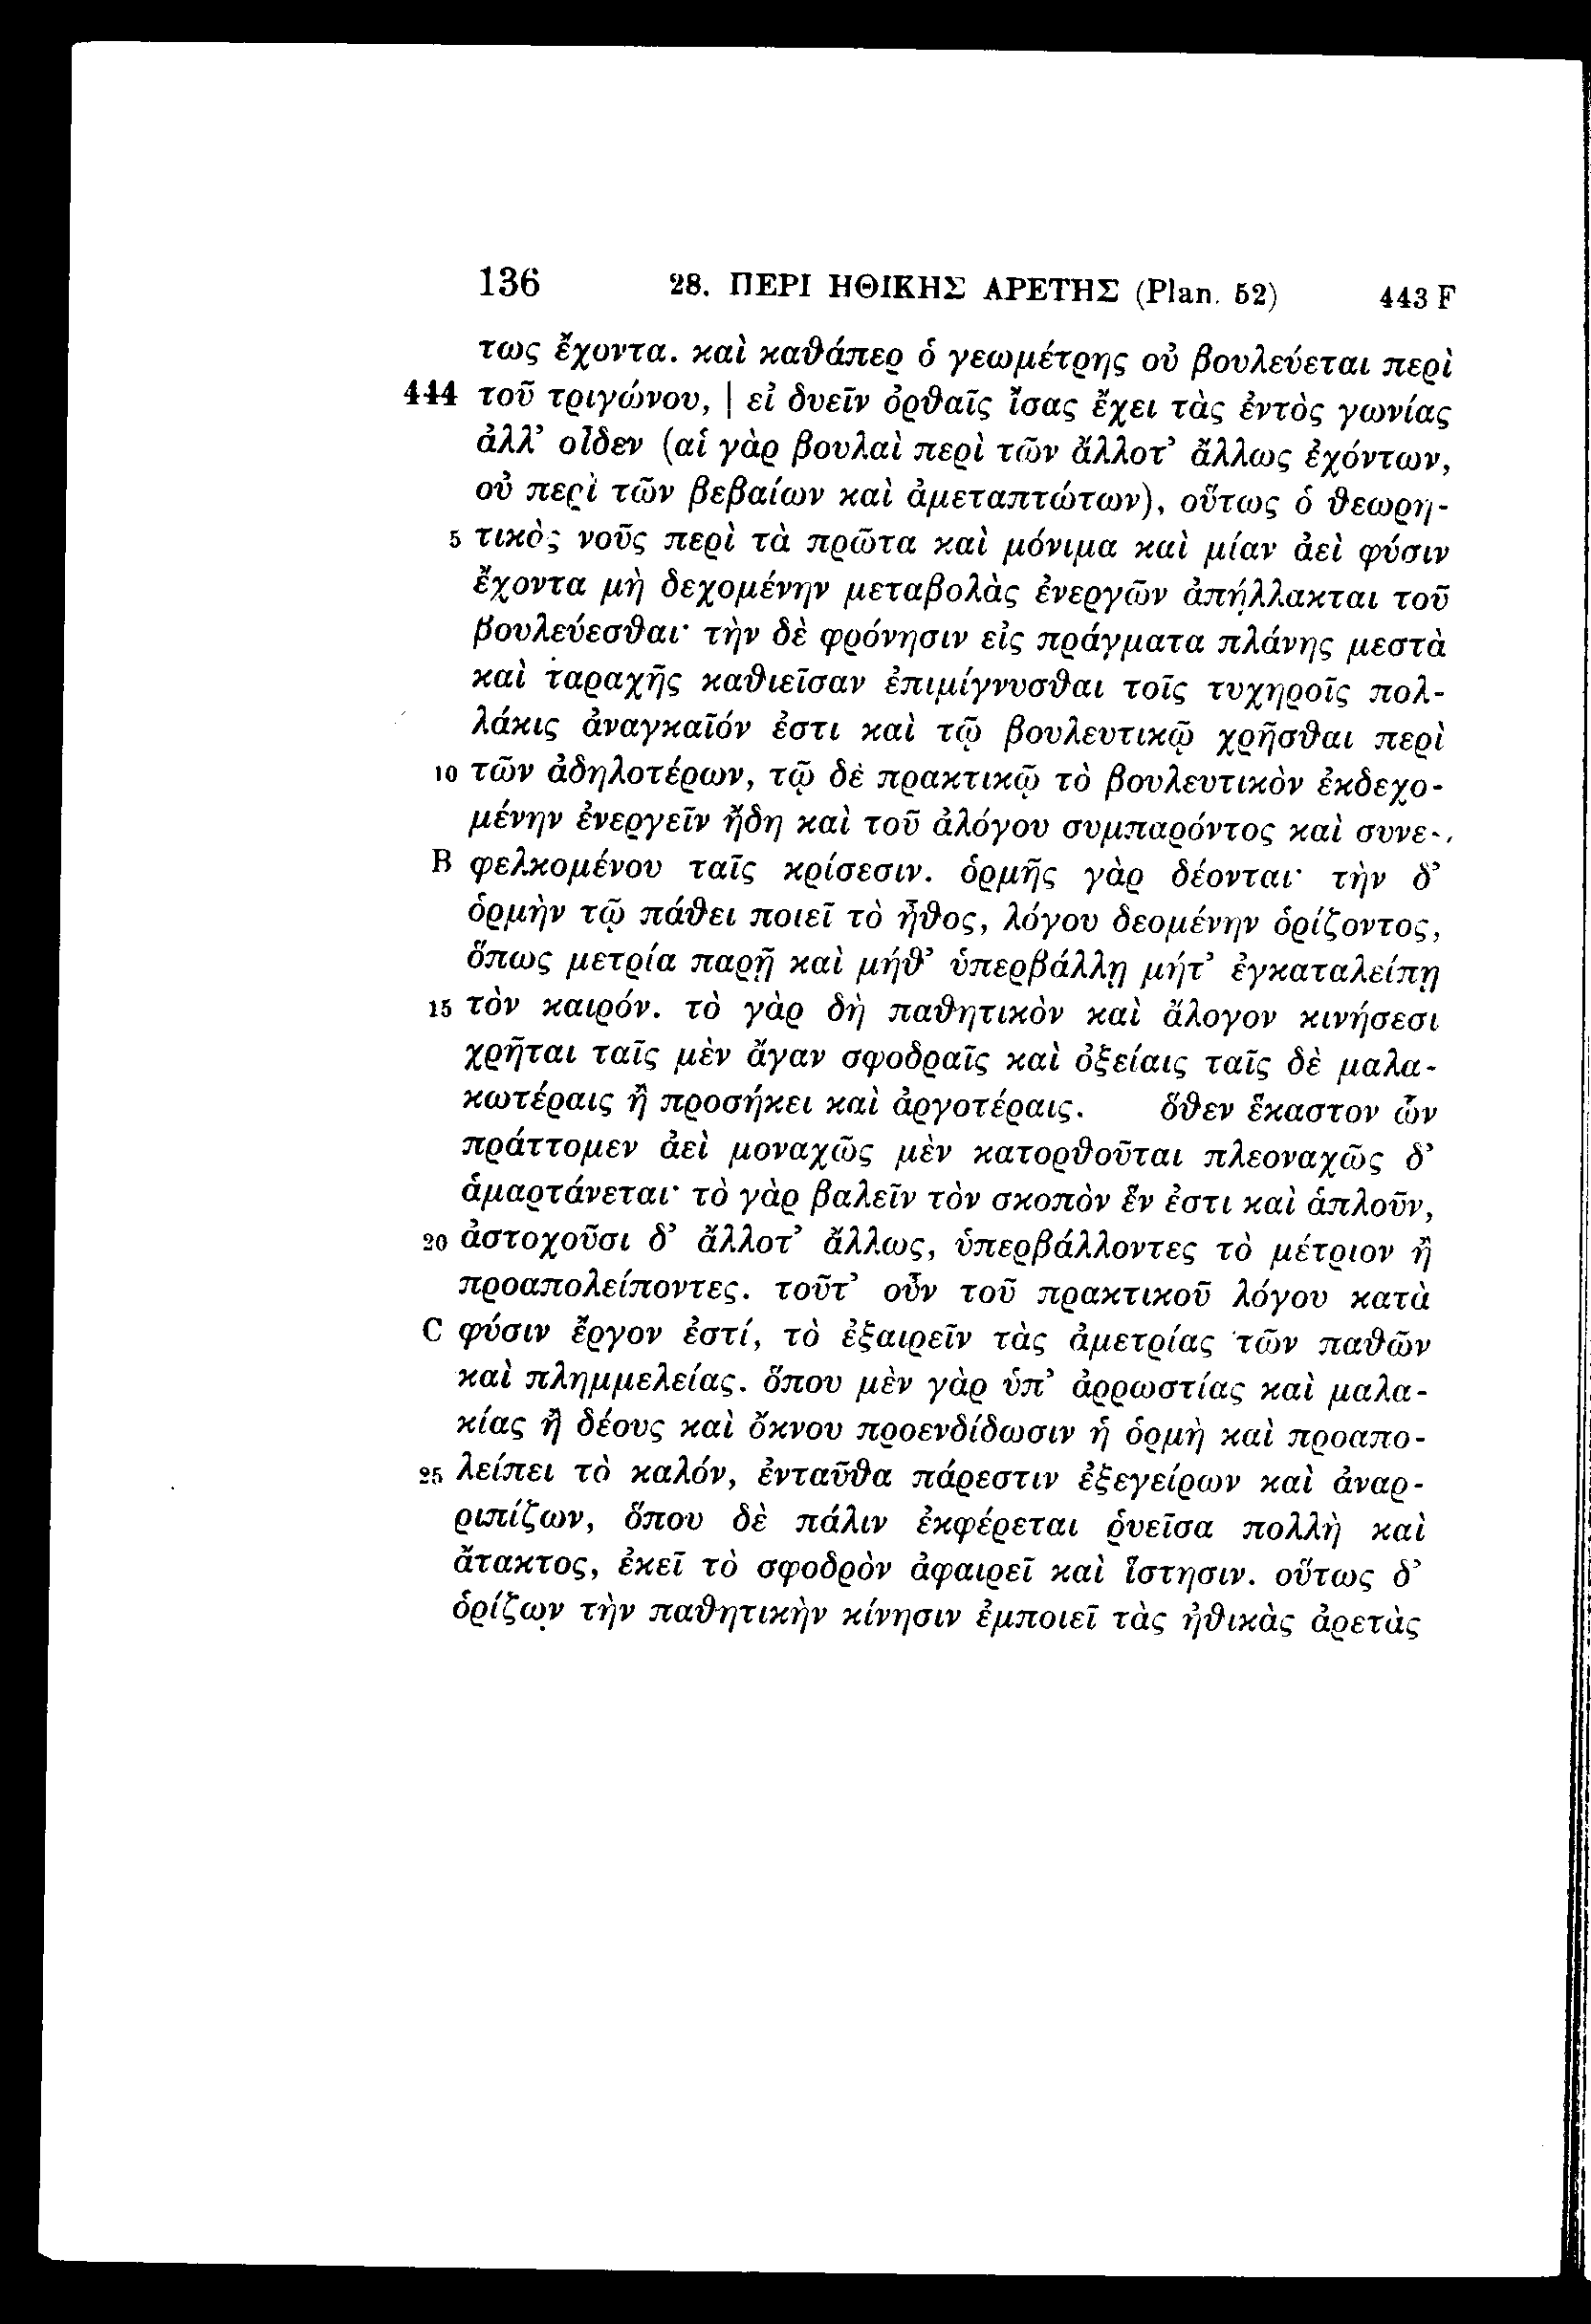 136 28. ΠΕΡΙ ΗΘΙΚΗΣ ΑΡΕΤΗΣ (Plan. 52) 443 F
τως ἔχοντα. καὶ καθάπερ ὁ γεωμέτρης οὐ βουλεύεται περὶ
444 τοῦ τριγώνου, | εἰ δυεῖν ὀρθαῖς ἴσας ἔχει τὰς ἐντὸς γωνίας
ἀλλ’ οἶδεν (αἱ γὰρ βουλαὶ περὶ τῶν ἄλλοτ’ ἄλλως ἐχόντων,
οὐ περὶ τῶν βεβαίων καὶ ἀμεταπτώτων), οὕτως ὁ θεωρη-
5 τικὸς νοῦς περὶ τὰ πρῶτα καὶ μόνιμα καὶ μίαν ἀεὶ φύσιν
ἔχοντα μὴ δεχομένην μεταβολὰς ἐνεργῶν ἀπήλλακται τοῦ
βουλεύεσθαι· τὴν δὲ φρόνησιν εἰς πράγματα πλάνης μεστὰ
καὶ ταραχῆς καθιεῖσαν ἐπιμίγνυσθαι τοῖς τυχηροῖς πολ-
λάκις ἀναγκαῖόν ἐστι καὶ τῷ βουλευτικῷ χρῆσθαι περὶ
10 τῶν ἀδηλοτέρων, τῷ δὲ πρακτικῷ τὸ βουλευτικὸν ἐκδεχο-
μένην ἐνεργεῖν ἤδη καὶ τοῦ ἀλόγου συμπαρόντος καὶ συνε-
B φελκομένου ταῖς κρίσεσιν. ὁρμῆς γὰρ δέονται· τὴν δ’
ὁρμὴν τῷ πάθει ποιεῖ τὸ ἦθος, λόγου δεομένην ὁρίζοντος,
ὅπως μετρία παρῇ καὶ μήθ’ ὑπερβάλλῃ μήτ’ ἐγκαταλείπῃ
15 τὸν καιρόν. τὸ γὰρ δὴ παθητικὸν καὶ ἄλογον κινήσεσι
χρῆται ταῖς μὲν ἄγαν σφοδραῖς καὶ ὀξείαις ταῖς δὲ μαλα-
κωτέραις ἢ προσήκει καὶ ἀργοτέραις. ὅθεν ἕκαστον ὧν
πράττομεν ἀεὶ μοναχῶς μὲν κατορθοῦται πλεοναχῶς δ’
ἁμαρτάνεται· τὸ γὰρ βαλεῖν τὸν σκοπὸν ἕν ἐστι καὶ ἁπλοῦν,
20 ἀστοχοῦσι δ’ ἄλλοτ’ ἄλλως, ὑπερβάλλοντες τὸ μέτριον ἢ
προαπολείποντες. τοῦτ’ οὖν τοῦ πρακτικοῦ λόγου κατὰ
C φύσιν ἔργον ἐστί, τὸ ἐξαιρεῖν τὰς ἀμετρίας τῶν παθῶν
καὶ πλημμελείας. ὅπου μὲν γὰρ ὑπ’ ἀρρωστίας καὶ μαλα-
κίας ἢ δέους καὶ ὄκνου προενδίδωσιν ἡ ὁρμὴ καὶ προαπο-
25 λείπει τὸ καλόν, ἐνταῦθα πάρεστιν ἐξεγείρων καὶ ἀναρ-
ριπίζων, ὅπου δὲ πάλιν ἐκφέρεται ῥυεῖσα πολλὴ καὶ
ἄτακτος, ἐκεῖ τὸ σφοδρὸν ἀφαιρεῖ καὶ ἵστησιν. οὕτως δ’
ὁρίζων τὴν παθητικὴν κίνησιν ἐμποιεῖ τὰς ἠθικὰς ἀρετὰς